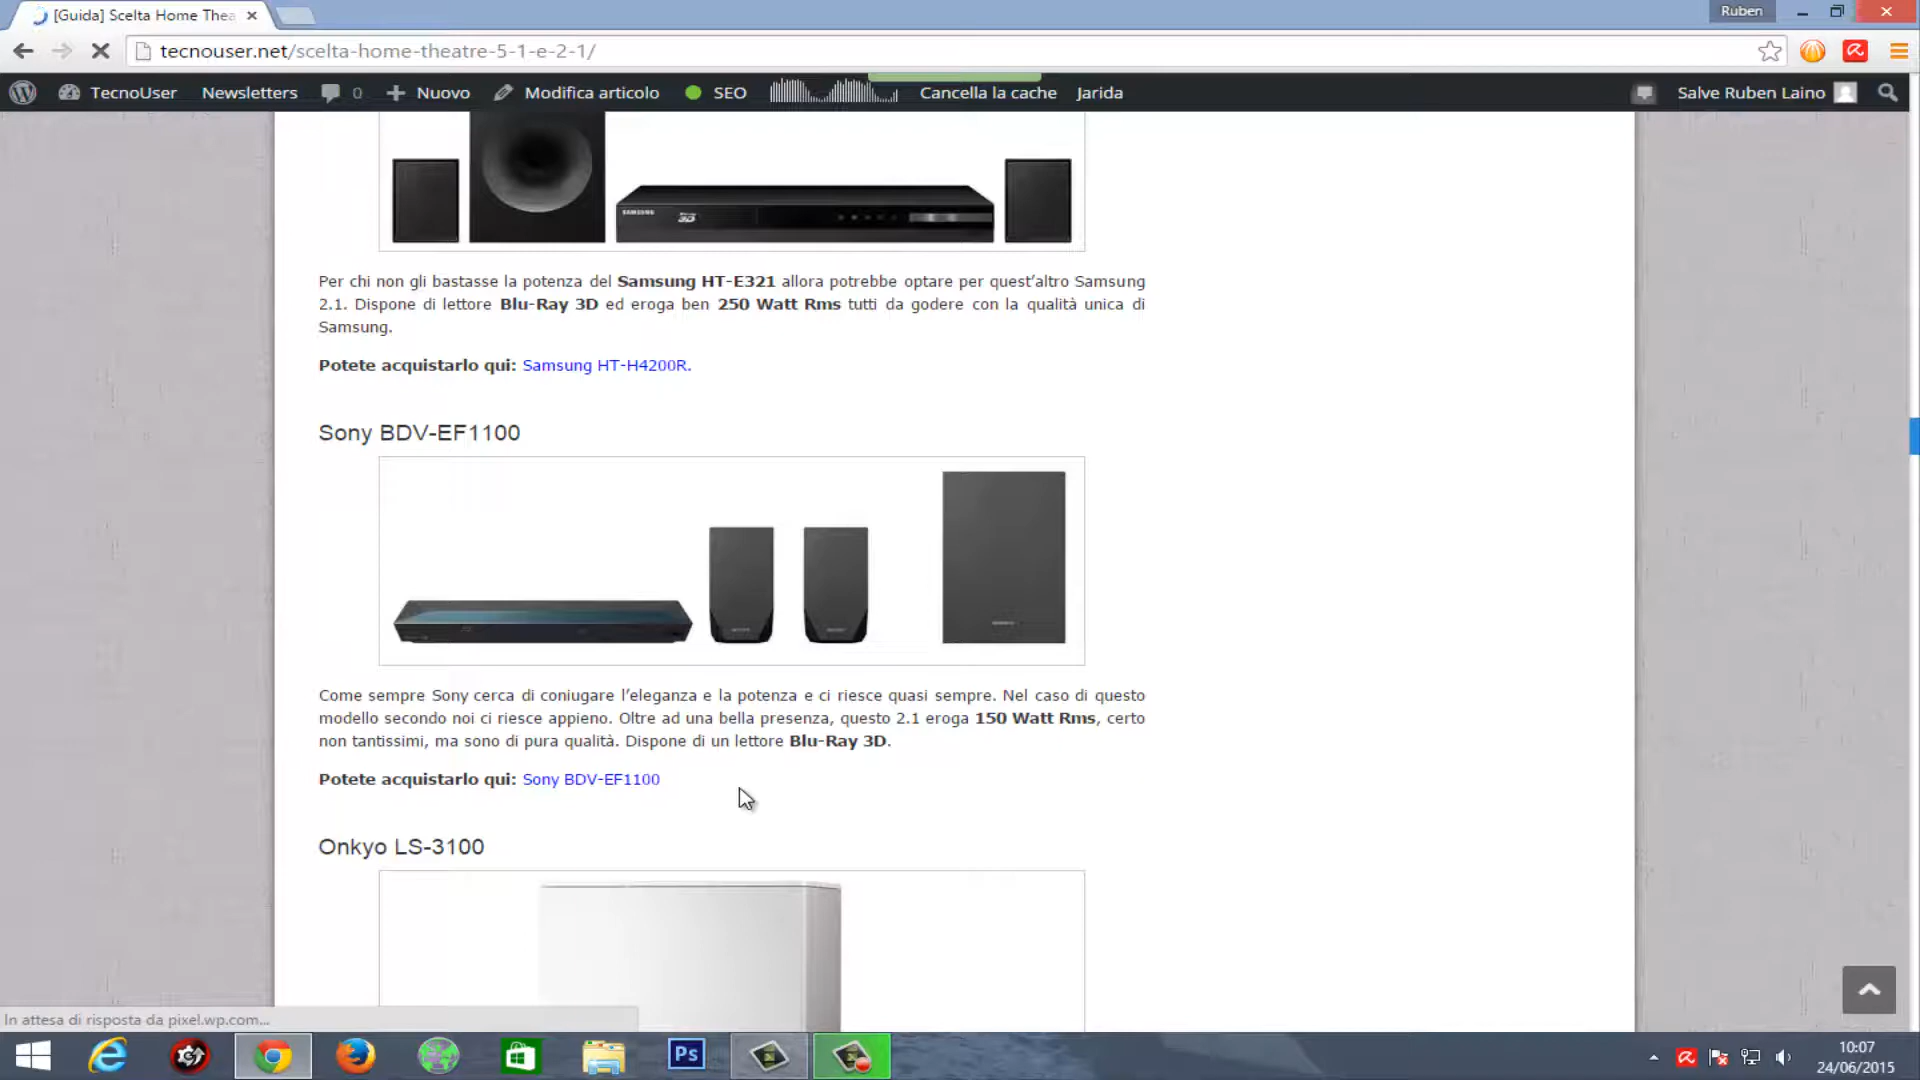 [Guida] Scelta Home Thea
Ruben
tecnouser.net/scelta-home-theatre-5-1-e-2-1/
TecnoUser Newsletters 0 Nuovo Modifica articolo SEO Cancella la cache Jarida Salve Ruben Laino
SAMSUNG 3D
Per chi non gli bastasse la potenza del Samsung HT-E321 allora potrebbe optare per quest’altro Samsung
2.1. Dispone di lettore Blu-Ray 3D ed eroga ben 250 Watt Rms tutti da godere con la qualità unica di
Samsung.
Potete acquistarlo qui: Samsung HT-H4200R.
Sony BDV-EF1100
Come sempre Sony cerca di coniugare l’eleganza e la potenza e ci riesce quasi sempre. Nel caso di questo
modello secondo noi ci riesce appieno. Oltre ad una bella presenza, questo 2.1 eroga 150 Watt Rms, certo
non tantissimi, ma sono di pura qualità. Dispone di un lettore Blu-Ray 3D.
Potete acquistarlo qui: Sony BDV-EF1100
Onkyo LS-3100
In attesa di risposta da pixel.wp.com...
Ps
10:07
24/06/2015